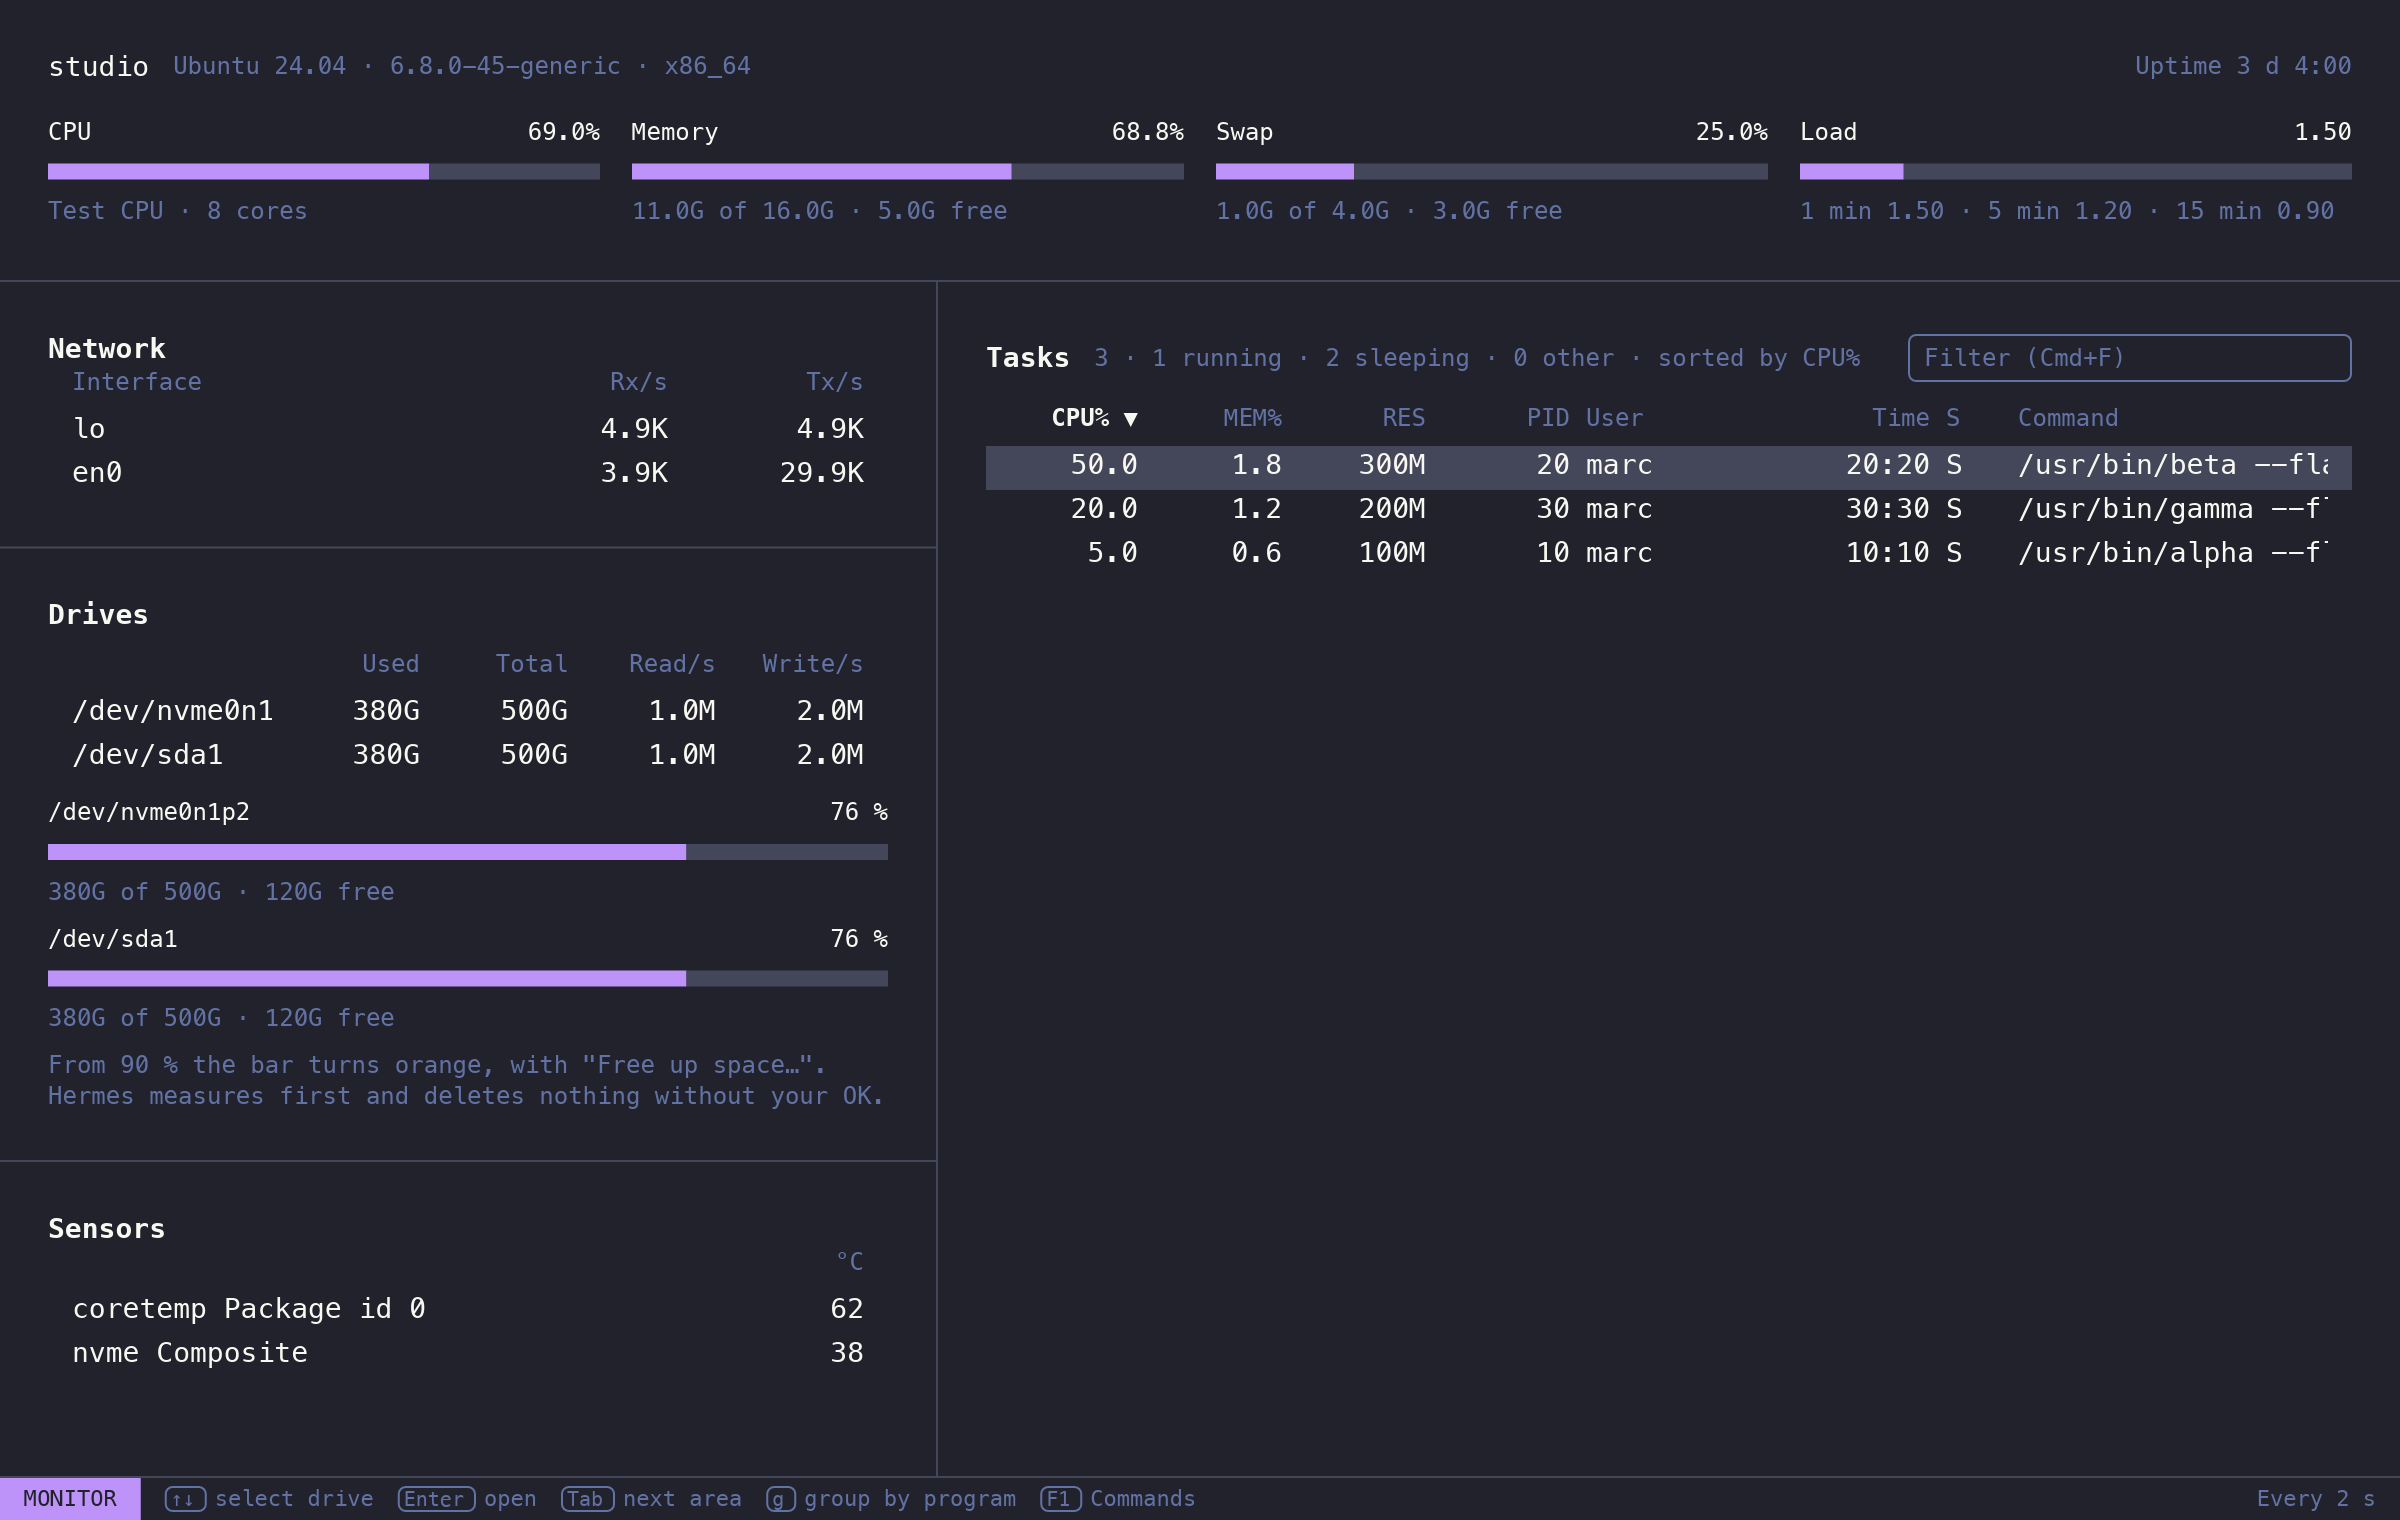 studio Ubuntu 24.04 · 6.8.0-45-generic · x86_64 Uptime 3 d 4:00
CPU 69.0% Memory 68.8% Swap 25.0% Load 1.50
Test CPU · 8 cores 11.0G of 16.0G · 5.0G free 1.0G of 4.0G · 3.0G free 1 min 1.50 · 5 min 1.20 · 15 min 0.90
Network
Interface Rx/s Tx/s
lo 4.9K 4.9K
en0 3.9K 29.9K
Drives
Used Total Read/s Write/s
/dev/nvme0n1 380G 500G 1.0M 2.0M
/dev/sda1 380G 500G 1.0M 2.0M
/dev/nvme0n1p2 76 %
380G of 500G · 120G free
/dev/sda1 76 %
380G of 500G · 120G free
From 90 % the bar turns orange, with "Free up space…".
Hermes measures first and deletes nothing without your OK.
Sensors
°C
coretemp Package id 0 62
nvme Composite 38
Tasks 3 · 1 running · 2 sleeping · 0 other · sorted by CPU% Filter (Cmd+F)
CPU% ▼ MEM% RES PID User Time S Command
50.0 1.8 300M 20 marc 20:20 S /usr/bin/beta
20.0 1.2 200M 30 marc 30:30 S /usr/bin/gamma
5.0 0.6 100M 10 marc 10:10 S /usr/bin/alpha
MONITOR ↑↓ select drive Enter open Tab next area g group by program F1 Commands Every 2 s